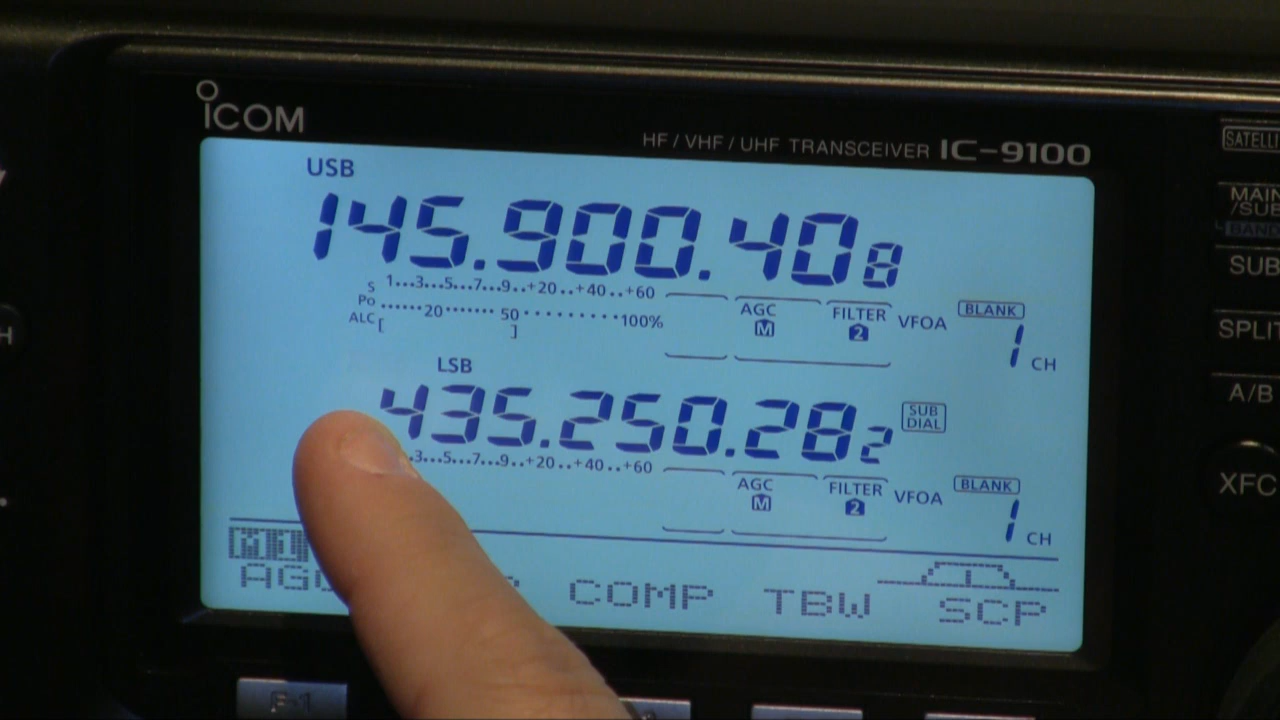 ICOM
HF / VHF / UHF TRANSCEIVER IC-9100
USB
145.900.408
S 1...3...5...7...9..+20..+40..+60
Po ······20······· 50 ·········100%
ALC [ ]
AGC M FILTER 2 VFOA BLANK 1 CH
LSB
435.250.282 SUB DIAL
.3...5...7...9..+20..+40..+60
AGC M FILTER 2 VFOA BLANK 1 CH
M1
COMP TBW SCP
F-1
MAIN
/SUB
BAND
SUB
A/B
XFC